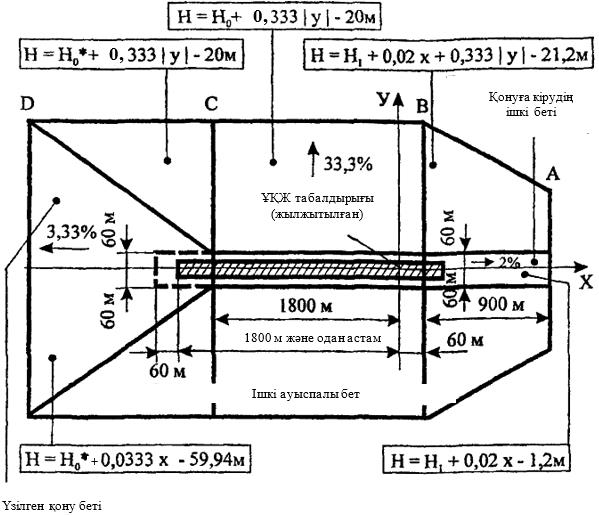 H = H₀+ 0,333 | y | - 20м
H = H₀*+ 0,333 | y | - 20м
H = H₁ + 0,02 x + 0,333 | y | - 21,2м
Қонуға кірудің
ішкі беті
D
C
У
B
A
33,3%
ҰҚЖ табалдырығы
(жылжытылған)
3,33%
60 м
60 м
2%
X
60 м
60 м
1800 м
900 м
1800 м және одан астам
60 м
60 м
Ішкі ауыспалы бет
H = H₀*+0,0333 x - 59,94м
H = H₁ + 0,02 x - 1,2м
Үзілген қону беті